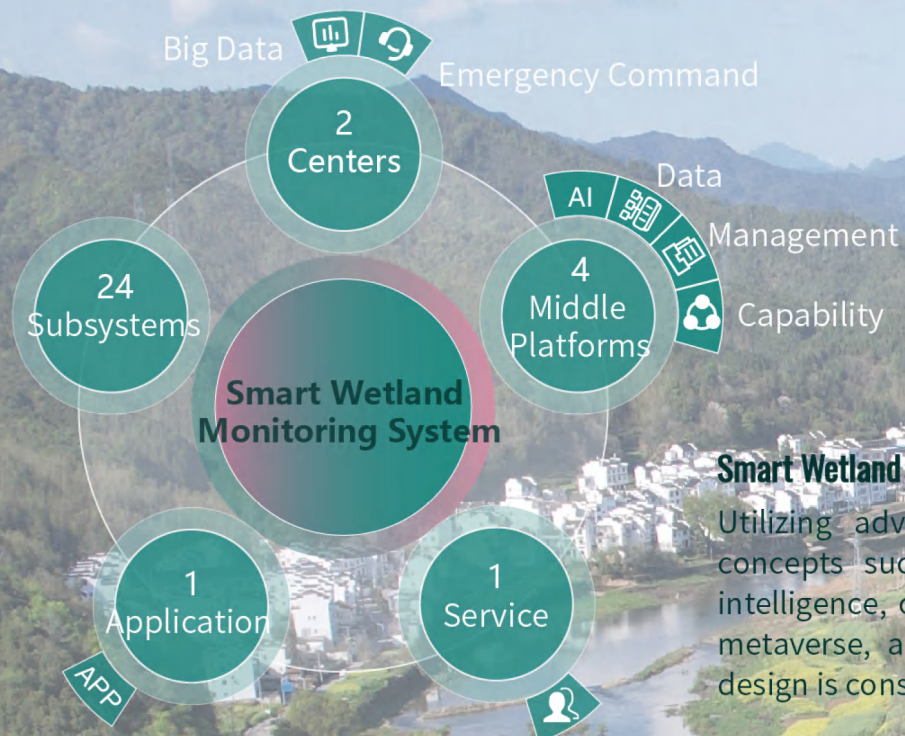 Big Data
Emergency Command
2
Centers
AI
Data
Management
Capability
4
Middle
Platforms
24
Subsystems
Smart Wetland
Monitoring System
1
Application
APP
1
Service
Smart Wetland
Utilizing adv
concepts suc
intelligence, c
metaverse, a
design is cons